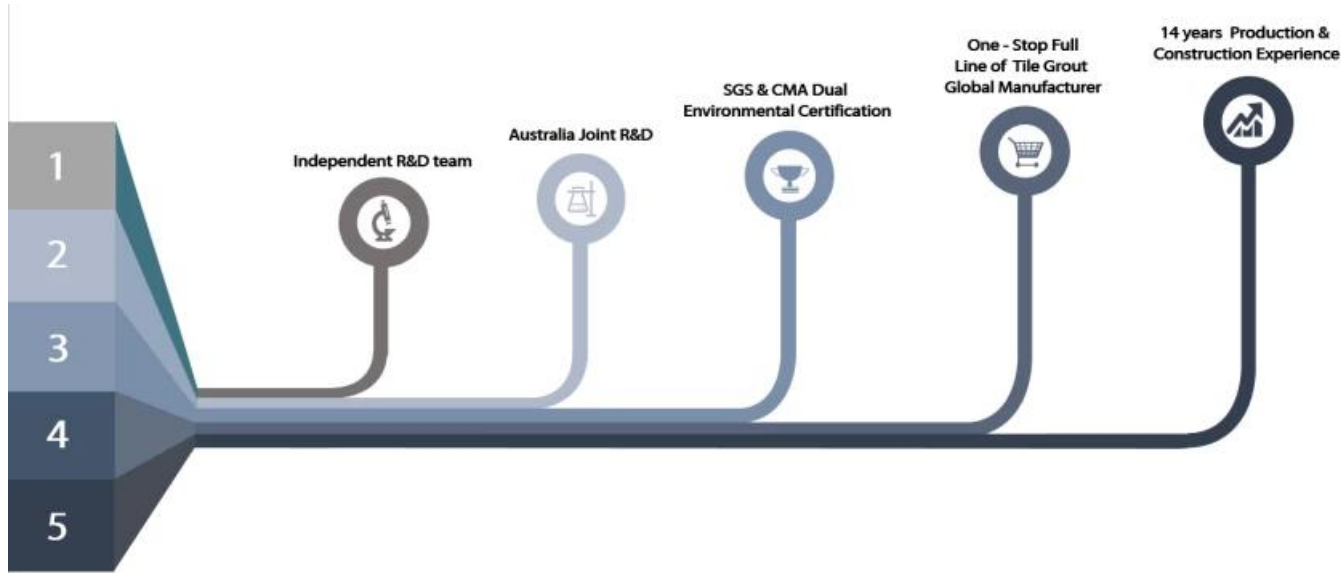 1
2
3
4
5
Independent R&D team
Australia Joint R&D
SGS & CMA Dual
Environmental Certification
One - Stop Full
Line of Tile Grout
Global Manufacturer
14 years Production &
Construction Experience